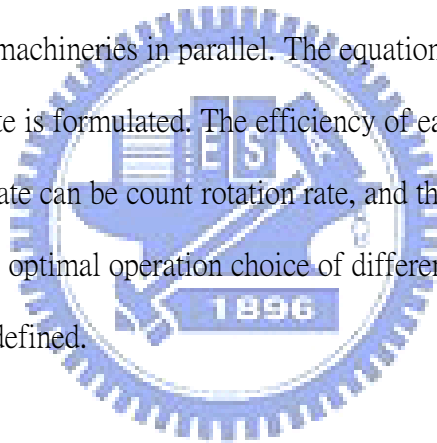 machineries in parallel. The equation
te is formulated. The efficiency of ea
ate can be count rotation rate, and th
optimal operation choice of differen
defined.
E S A
1896